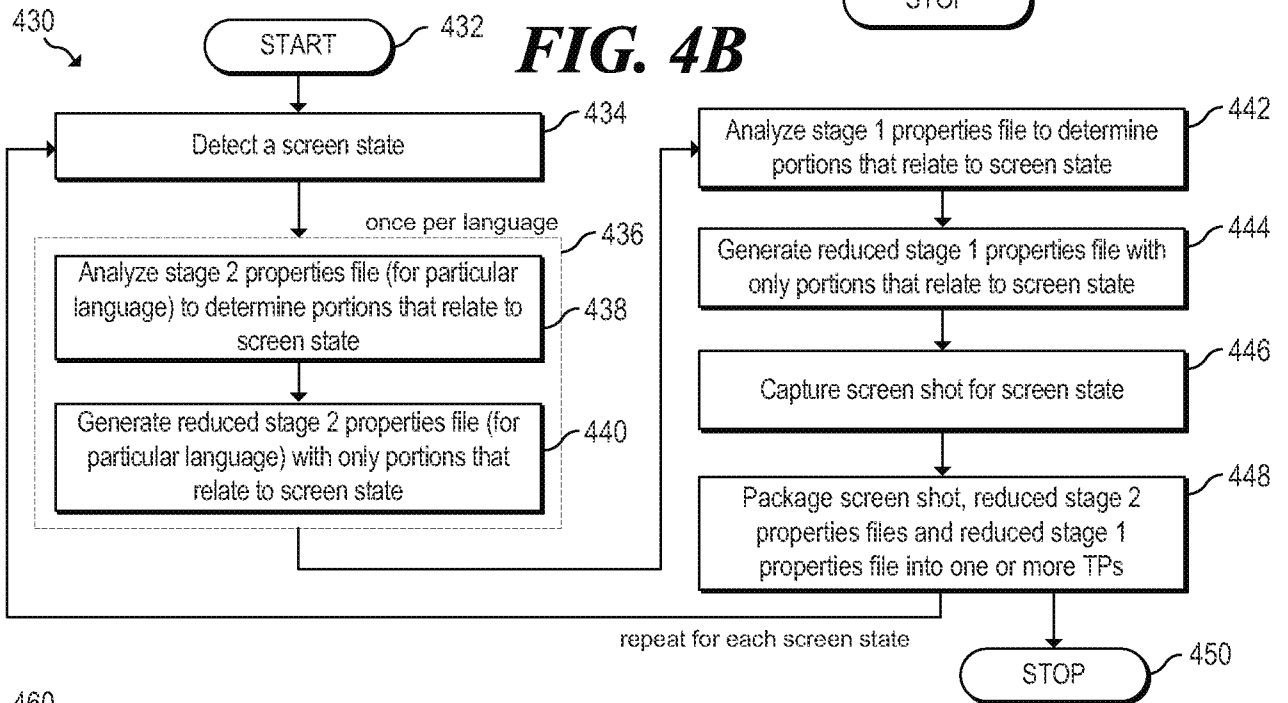 STOP
430
START
432
FIG. 4B
Detect a screen state
434
once per language
436
Analyze stage 2 properties file (for particular
language) to determine portions that relate to
screen state
438
Generate reduced stage 2 properties file (for
particular language) with only portions that
relate to screen state
440
Analyze stage 1 properties file to determine
portions that relate to screen state
442
Generate reduced stage 1 properties file with
only portions that relate to screen state
444
Capture screen shot for screen state
446
Package screen shot, reduced stage 2
properties files and reduced stage 1
properties file into one or more TPs
448
repeat for each screen state
STOP
450
460